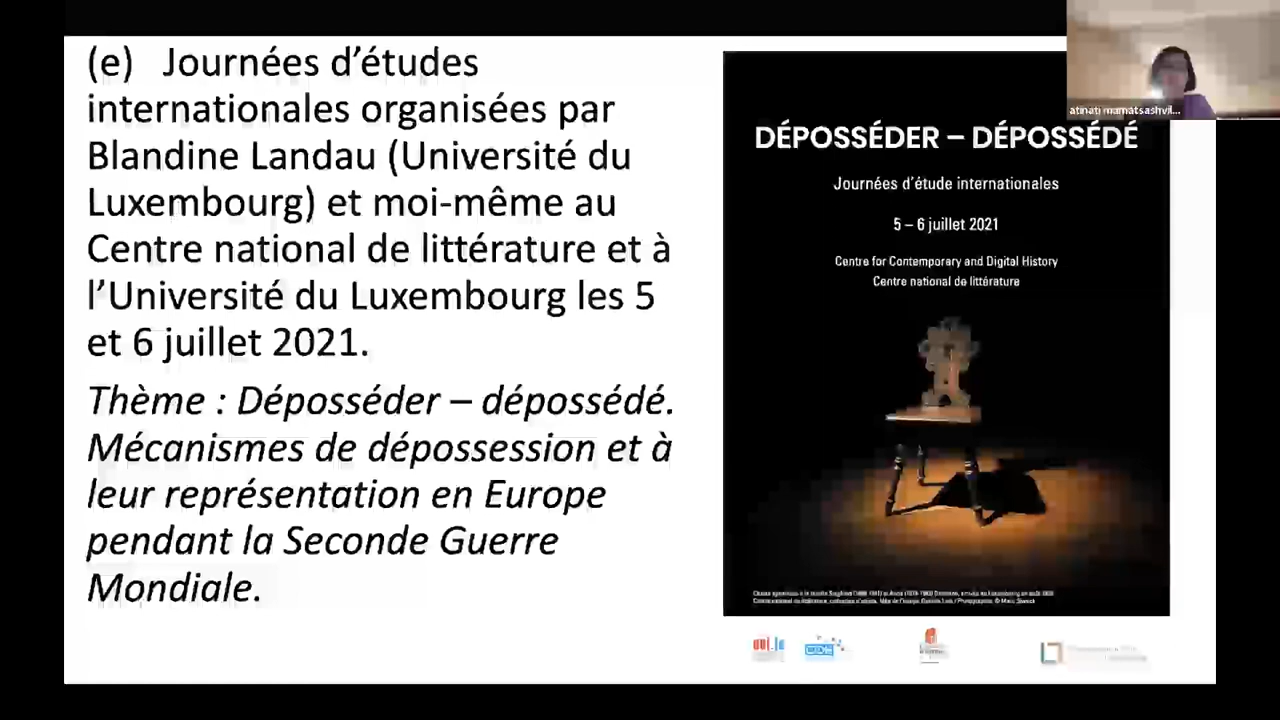 (e) Journées d’études
internationales organisées par
Blandine Landau (Université du
Luxembourg) et moi-même au
Centre national de littérature et à
l’Université du Luxembourg les 5
et 6 juillet 2021.
Thème : Déposséder – dépossédé.
Mécanismes de dépossession et à
leur représentation en Europe
pendant la Seconde Guerre
Mondiale.
DÉPOSSÉDER – DÉPOSSÉDÉ
Journées d’étude internationales
5 – 6 juillet 2021
Centre for Contemporary and Digital History
Centre national de littérature
atinati mamatsashvil...